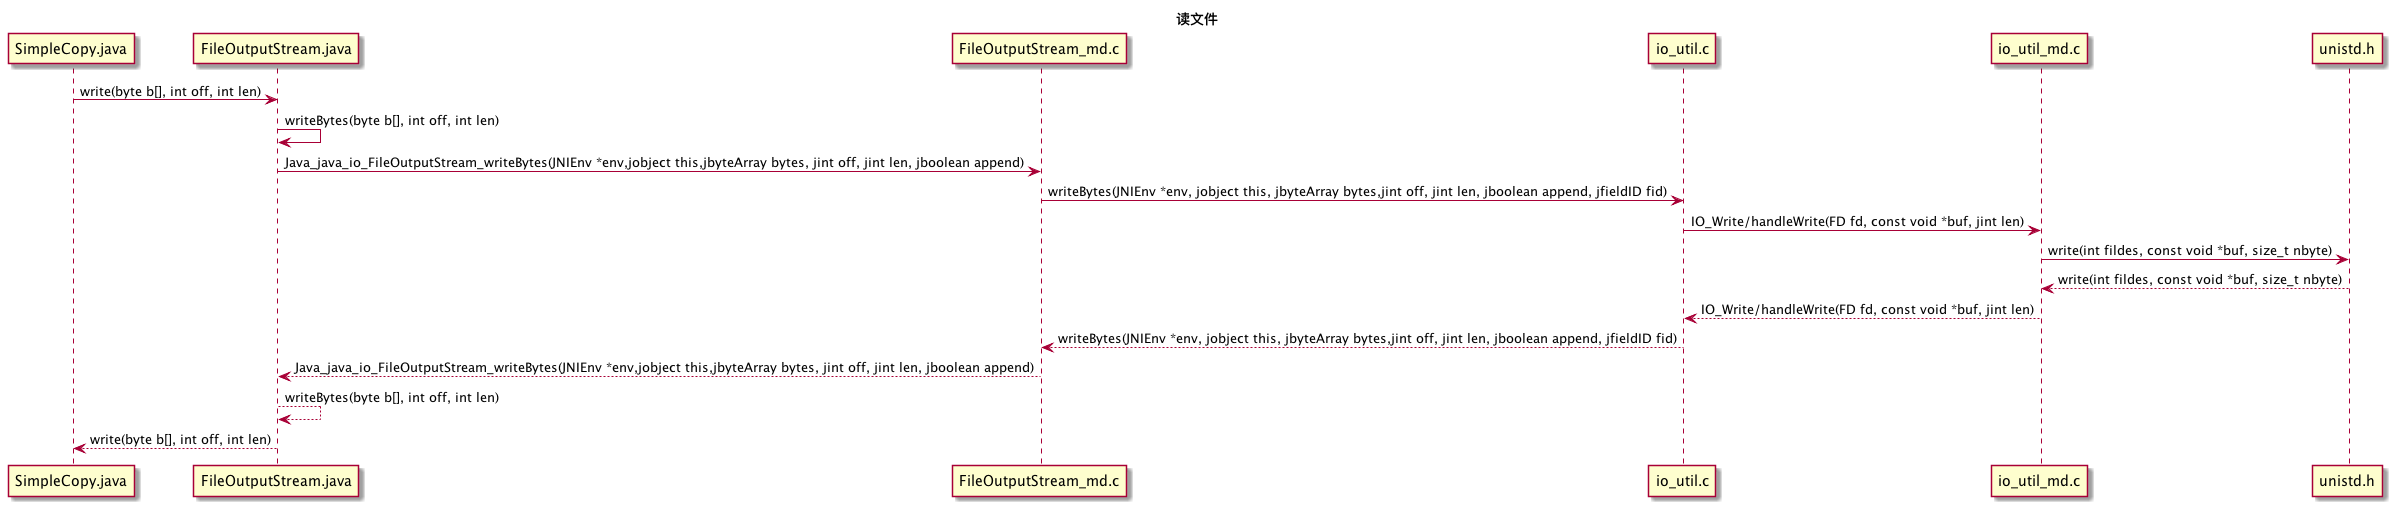 读文件
SimpleCopy.java
FileOutputStream.java
FileOutputStream_md.c
io_util.c
io_util_md.c
unistd.h
write(byte b[], int off, int len)
writeBytes(byte b[], int off, int len)
Java_java_io_FileOutputStream_writeBytes(JNIEnv *env,jobject this,jbyteArray bytes, jint off, jint len, jboolean append)
writeBytes(JNIEnv *env, jobject this, jbyteArray bytes,jint off, jint len, jboolean append, jfieldID fid)
IO_Write/handleWrite(FD fd, const void *buf, jint len)
write(int fildes, const void *buf, size_t nbyte)
write(int fildes, const void *buf, size_t nbyte)
IO_Write/handleWrite(FD fd, const void *buf, jint len)
writeBytes(JNIEnv *env, jobject this, jbyteArray bytes,jint off, jint len, jboolean append, jfieldID fid)
Java_java_io_FileOutputStream_writeBytes(JNIEnv *env,jobject this,jbyteArray bytes, jint off, jint len, jboolean append)
writeBytes(byte b[], int off, int len)
write(byte b[], int off, int len)
SimpleCopy.java
FileOutputStream.java
FileOutputStream_md.c
io_util.c
io_util_md.c
unistd.h